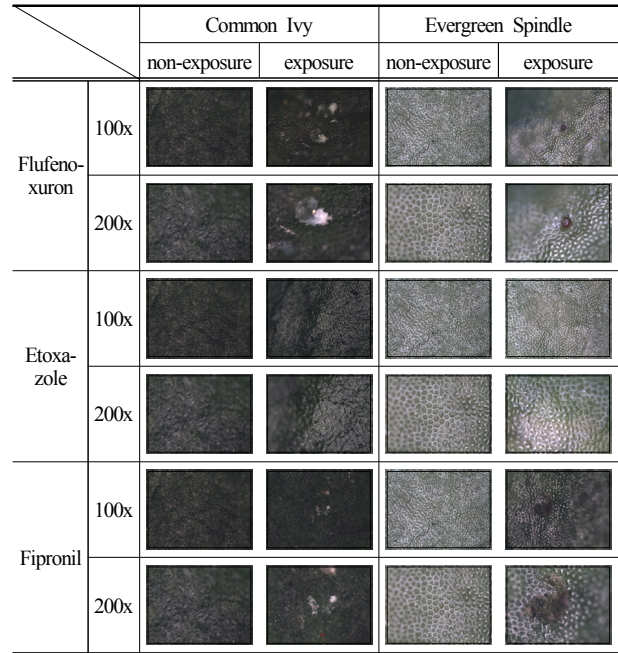 Common Ivy Evergreen Spindle
non-exposure exposure non-exposure exposure
Flufeno-
xuron
100x
200x
Etoxa-
zole
100x
200x
Fipronil
100x
200x